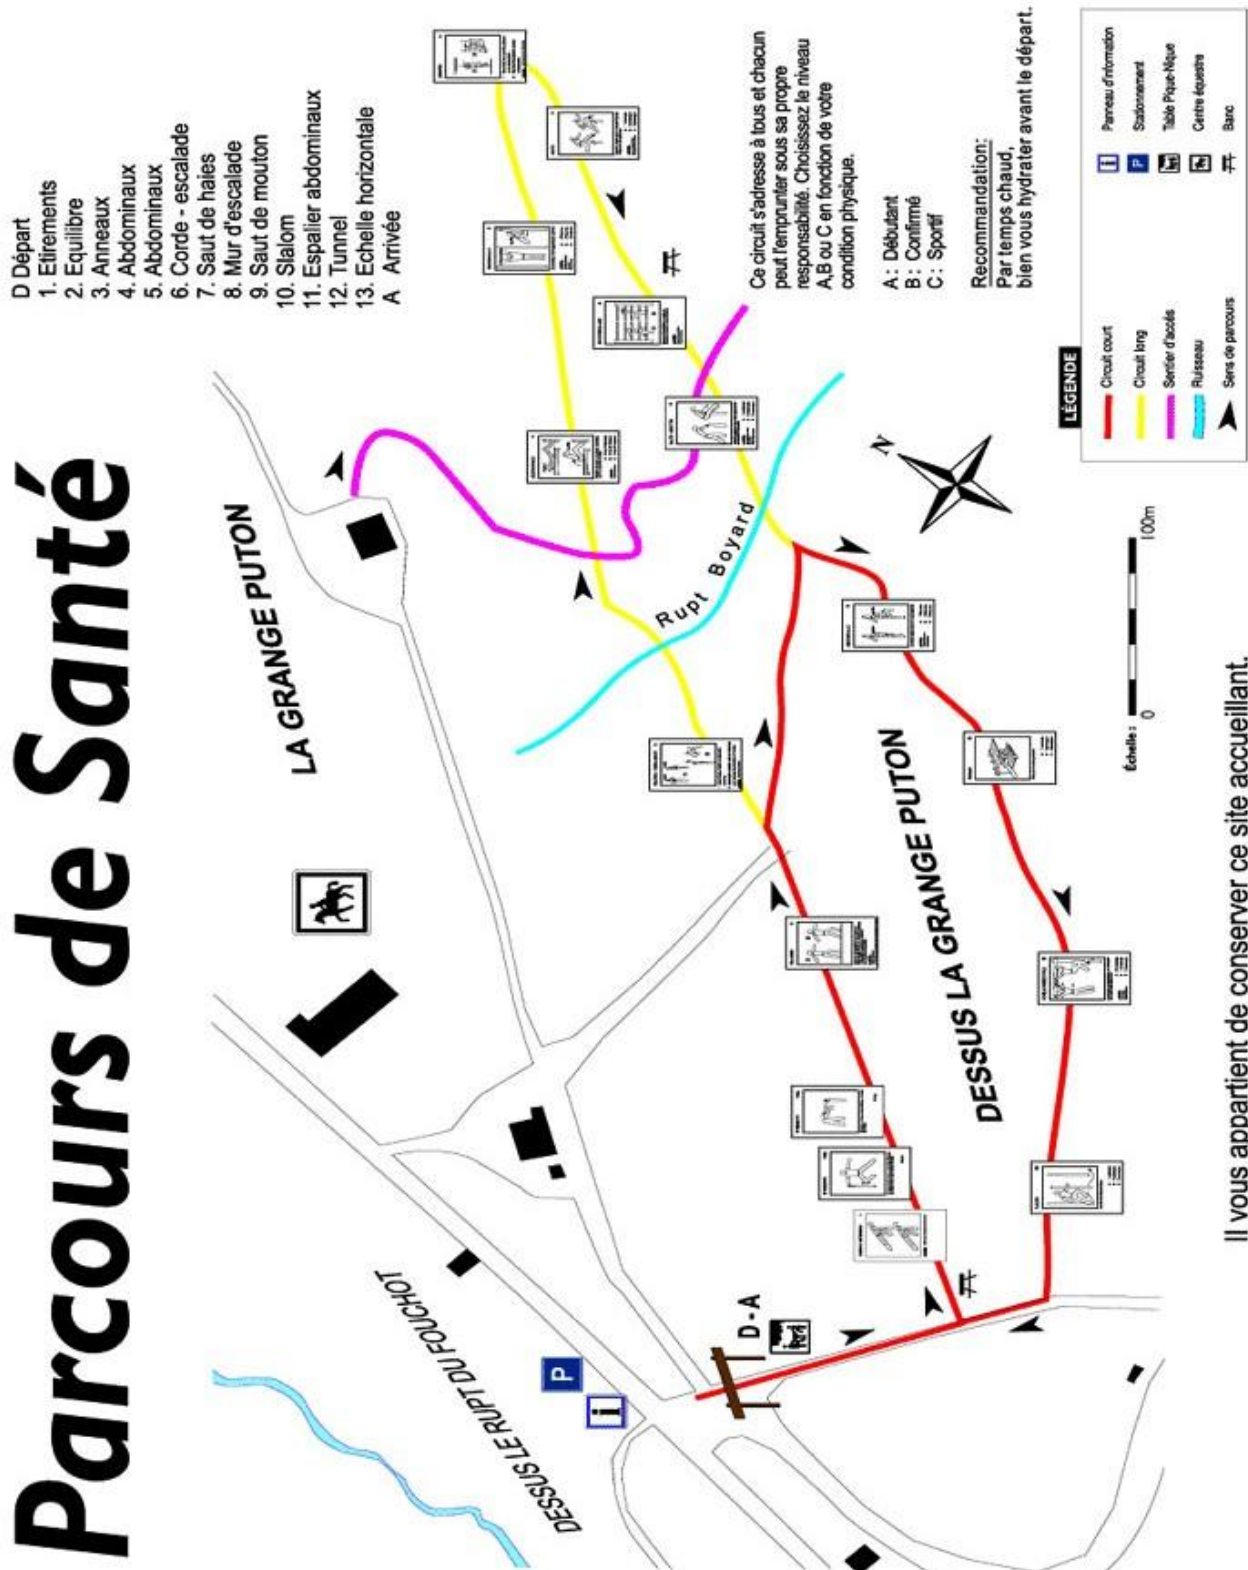 Parcours de Santé
D Départ
1. Etirements
2. Equilibre
3. Anneaux
4. Abdominaux
5. Abdominaux
6. Corde - escalade
7. Saut de haies
8. Mur d'escalade
9. Saut de mouton
10. Slalom
11. Espalier abdominaux
12. Tunnel
13. Echelle horizontale
A Arrivée
LA GRANGE PUTON
DESSUS LE RUPT DU FOUCHOT
P
i
D - A
Rupt Boyard
DESSUS LA GRANGE PUTON
N
Ce circuit s'adresse à tous et chacun
peut l'emprunter sous sa propre
responsabilité. Choisissez le niveau
A,B ou C en fonction de votre
condition physique.
A : Débutant
B : Confirmé
C : Sportif
Recommandation:
Par temps chaud,
bien vous hydrater avant le départ.
Échelle :
0
100m
LÉGENDE
Circuit court
Circuit long
Sentier d'accés
Ruisseau
Sens de parcours
i
Panneau d'information
P
Stationnement
Table Pique-Nique
Centre équestre
Banc
Il vous appartient de conserver ce site accueillant.